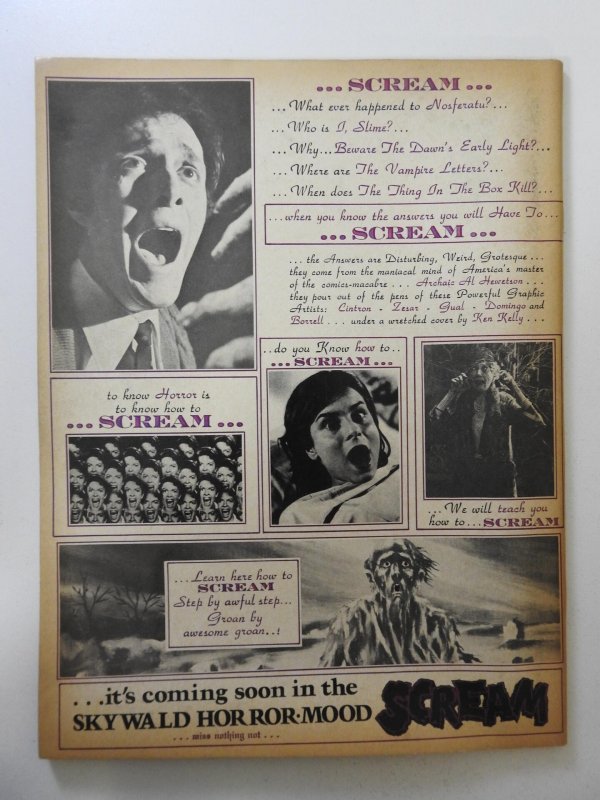 ... SCREAM ...
...What ever happened to Nosferatu?...
...Who is I, Slime?...
...Why...Beware The Dawn's Early Light?...
...Where are The Vampire Letters?...
...When does The Thing In The Box Kill?...
...when you know the answers you will Have To...
... SCREAM ...
... the Answers are Disturbing, Weird, Grotesque ...
they come from the maniacal mind of America's master
of the comics-macabre . . . Archaic Al Hewetson . . .
they pour out of the pens of these Powerful Graphic
Artists: Cintron - Zesar - Gual - Domingo and
Borrell . . . under a wretched cover by Ken Kelly . . .
..do you Know how to..
... SCREAM ...
to know Horror is
to know how to
... SCREAM ...
...We will teach you
how to...SCREAM
...Learn here how to
SCREAM
Step by awful step...
Groan by
awesome groan..!
...it's coming soon in the
SKYWALD HORROR-MOOD
SCREAM
... miss nothing not ...